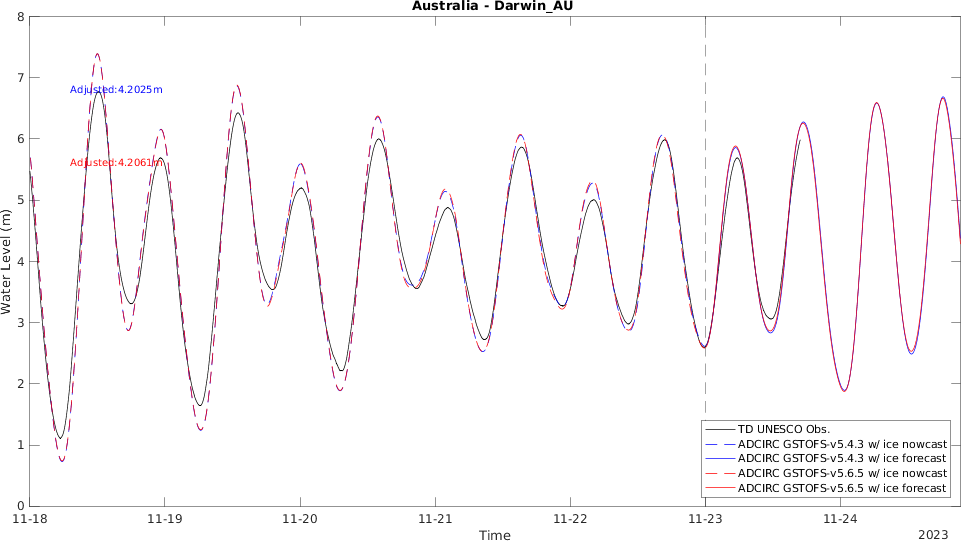 Australia - Darwin_AU
8
7
6
5
4
3
2
1
0
Water Level (m)
Adjusted:4.2025m
Adjusted:4.2061m
TD UNESCO Obs.
ADCIRC GSTOFS-v5.4.3 w/ ice nowcast
ADCIRC GSTOFS-v5.4.3 w/ ice forecast
ADCIRC GSTOFS-v5.6.5 w/ ice nowcast
ADCIRC GSTOFS-v5.6.5 w/ ice forecast
11-18 11-19 11-20 11-21 11-22 11-23 11-24
Time
2023